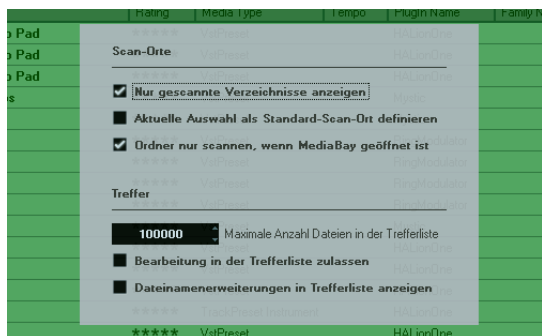 Rating Media Type Tempo PlugIn Name Family N
o Pad
o Pad
o Pad
Scan-Orte
Nur gescannte Verzeichnisse anzeigen
Aktuelle Auswahl als Standard-Scan-Ort definieren
Ordner nur scannen, wenn MediaBay geöffnet ist
Treffer
100000 Maximale Anzahl Dateien in der Trefferliste
Bearbeitung in der Trefferliste zulassen
Dateinamenerweiterungen in Trefferliste anzeigen
***** VstPreset HALionOne